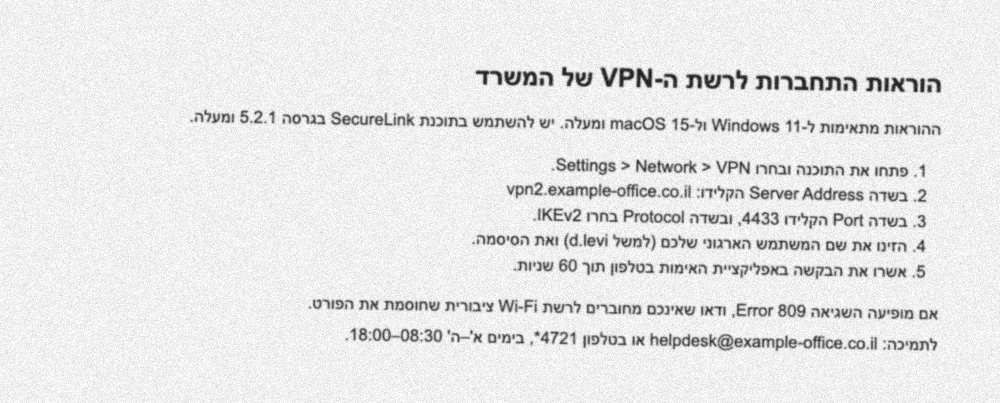 הוראות התחברות לרשת ה-VPN של המשרד
ההוראות מתאימות ל-Windows 11 ול-macOS 15 ומעלה. יש להשתמש בתוכנת SecureLink בגרסה 5.2.1 ומעלה.
1. פתחו את התוכנה ובחרו Settings > Network > VPN.
2. בשדה Server Address הקלידו: vpn2.example-office.co.il
3. בשדה Port הקלידו 4433, ובשדה Protocol בחרו IKEv2.
4. הזינו את שם המשתמש הארגוני שלכם (למשל d.levi) ואת הסיסמה.
5. אשרו את הבקשה באפליקציית האימות בטלפון תוך 60 שניות.
אם מופיעה השגיאה Error 809, ודאו שאינכם מחוברים לרשת Wi-Fi ציבורית שחוסמת את הפורט.
לתמיכה: helpdesk@example-office.co.il או בטלפון 4721*, בימים א'–ה' 08:30–18:00.